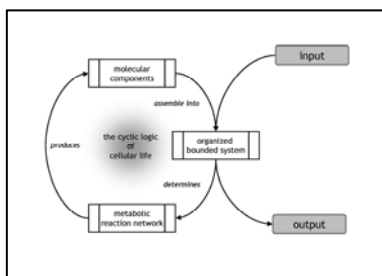 molecular
components
input
assemble into
the cyclic logic
of
cellular life
produces
organized
bounded system
determines
metabolic
reaction network
output